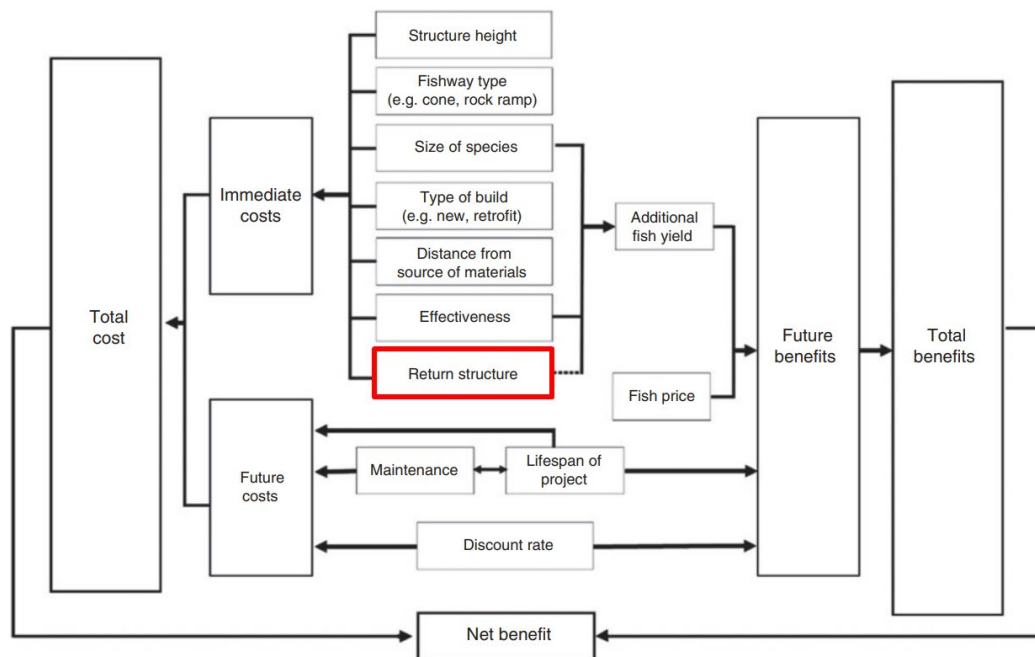 Structure height
Fishway type
(e.g. cone, rock ramp)
Size of species
Type of build
(e.g. new, retrofit)
Distance from
source of materials
Effectiveness
Return structure
Immediate
costs
Total
cost
Additional
fish yield
Fish price
Future
benefits
Total
benefits
Future
costs
Maintenance
Lifespan of
project
Discount rate
Net benefit